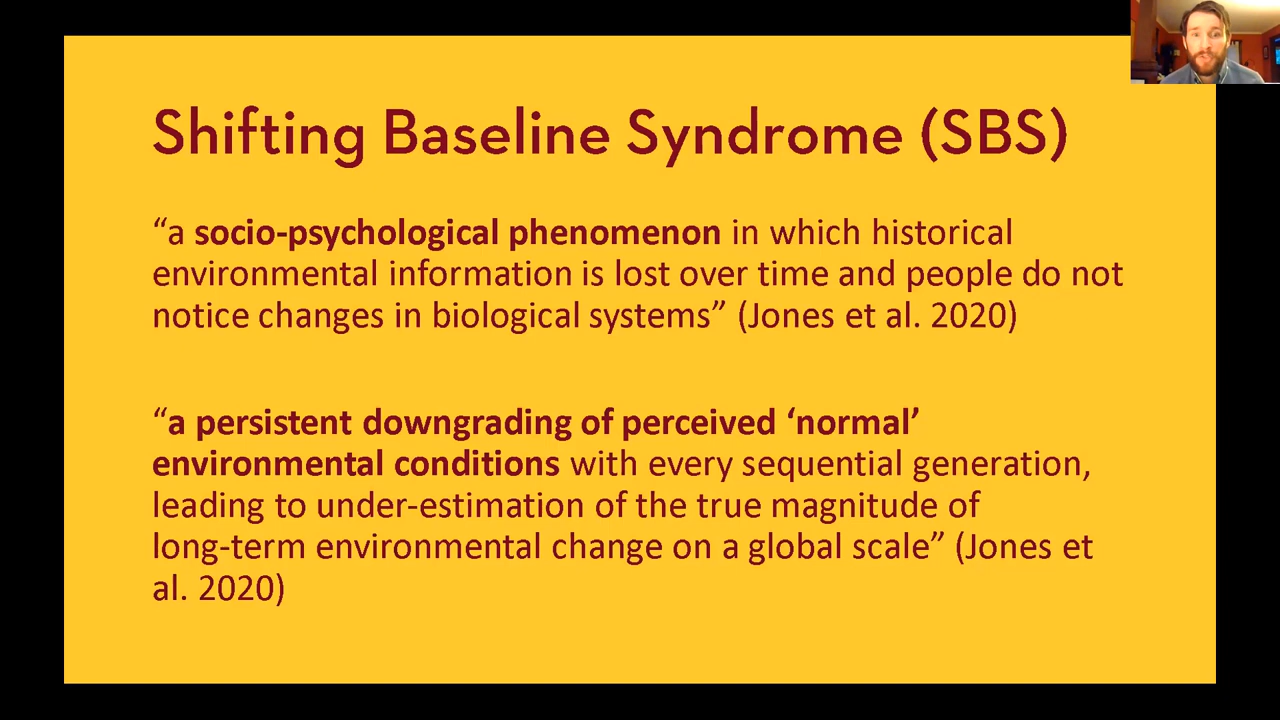 Shifting Baseline Syndrome (SBS)
“a socio-psychological phenomenon in which historical
environmental information is lost over time and people do not
notice changes in biological systems” (Jones et al. 2020)
“a persistent downgrading of perceived ‘normal’
environmental conditions with every sequential generation,
leading to under-estimation of the true magnitude of
long-term environmental change on a global scale” (Jones et
al. 2020)